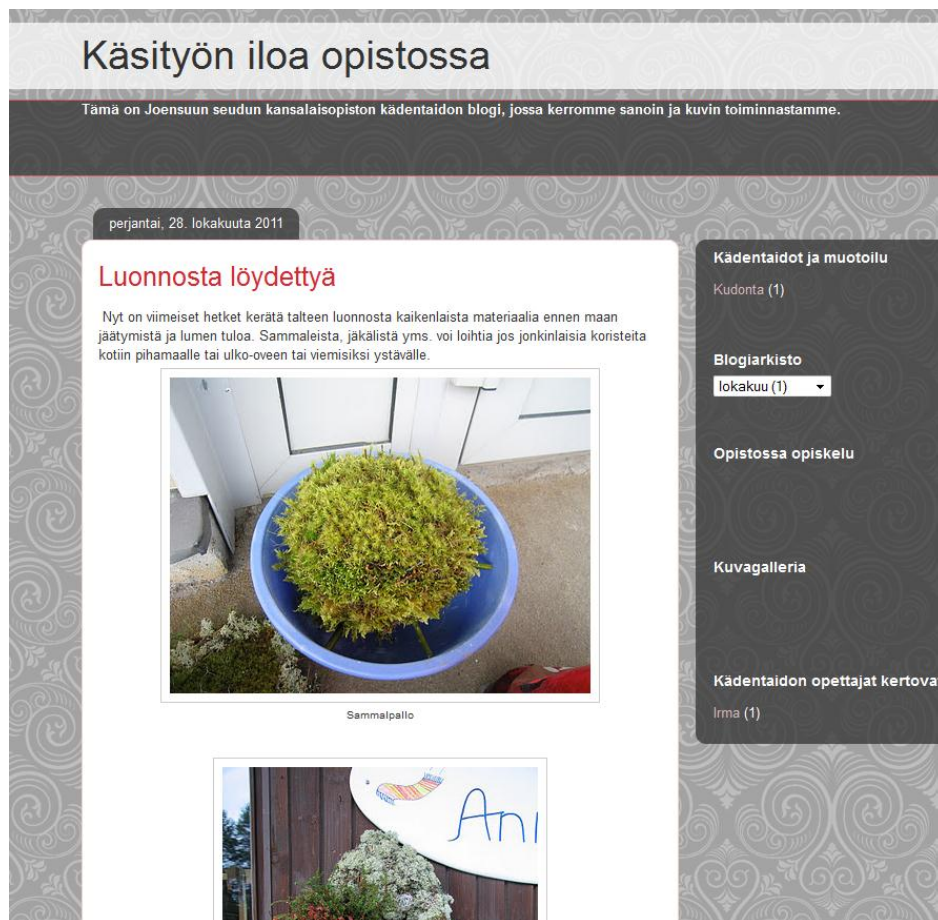 Käsityön iloa opistossa
Tämä on Joensuun seudun kansalaisopiston kädentaidon blogi, jossa kerromme sanoin ja kuvin toiminnastamme.
perjantai, 28. lokakuuta 2011
Luonnosta löydettyä
Nyt on viimeiset hetket kerätä talteen luonnosta kaikenlaista materiaalia ennen maan
jäätymistä ja lumen tuloa. Sammaleista, jäkälistä yms. voi loihtia jos jonkinlaisia koristeita
kotiin pihamaalle tai ulko-oveen tai viemisiksi ystävälle.
Sammalpallo
Ann
Kädentaidot ja muotoilu
Kudonta (1)
Blogiarkisto
lokakuu (1)
Opistossa opiskelu
Kuvagalleria
Kädentaidon opettajat kertova
Irma (1)